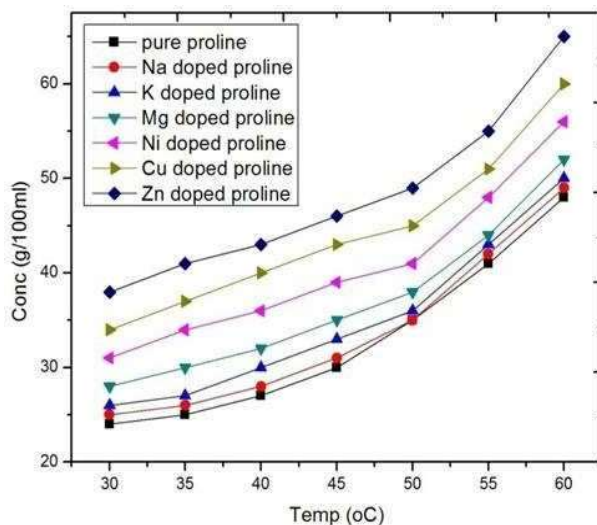 pure proline
Na doped proline
K doped proline
Mg doped proline
Ni doped proline
Cu doped proline
Zn doped proline
Conc (g/100ml)
60
50
40
30
20
30 35 40 45 50 55 60
Temp (oC)